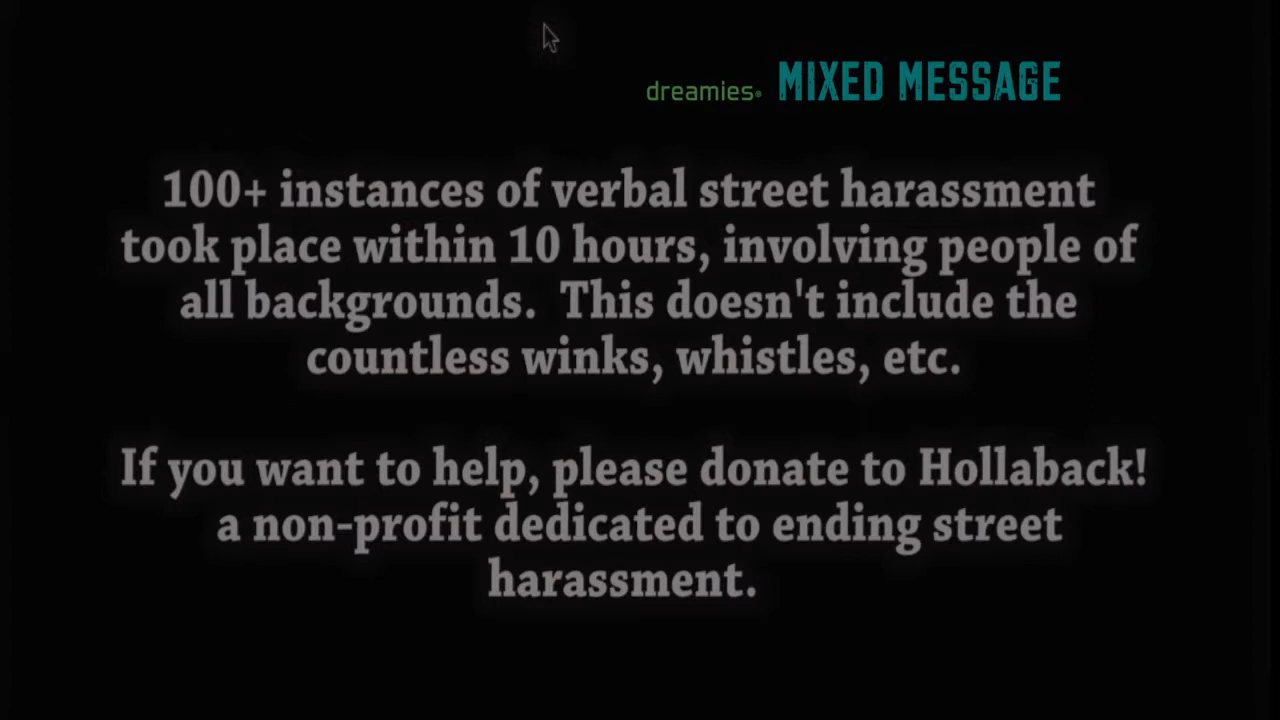 dreamies® MIXED MESSAGE
100+ instances of verbal street harassment
took place within 10 hours, involving people of
all backgrounds.  This doesn't include the
countless winks, whistles, etc.
If you want to help, please donate to Hollaback!
a non-profit dedicated to ending street
harassment.